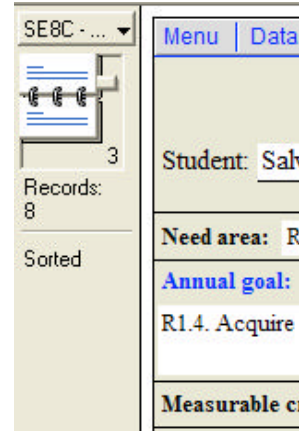 SE8C - ...
3
Records:
8
Sorted
Menu | Data
Student: Salv
Need area: R
Annual goal:
R1.4. Acquire
Measurable c